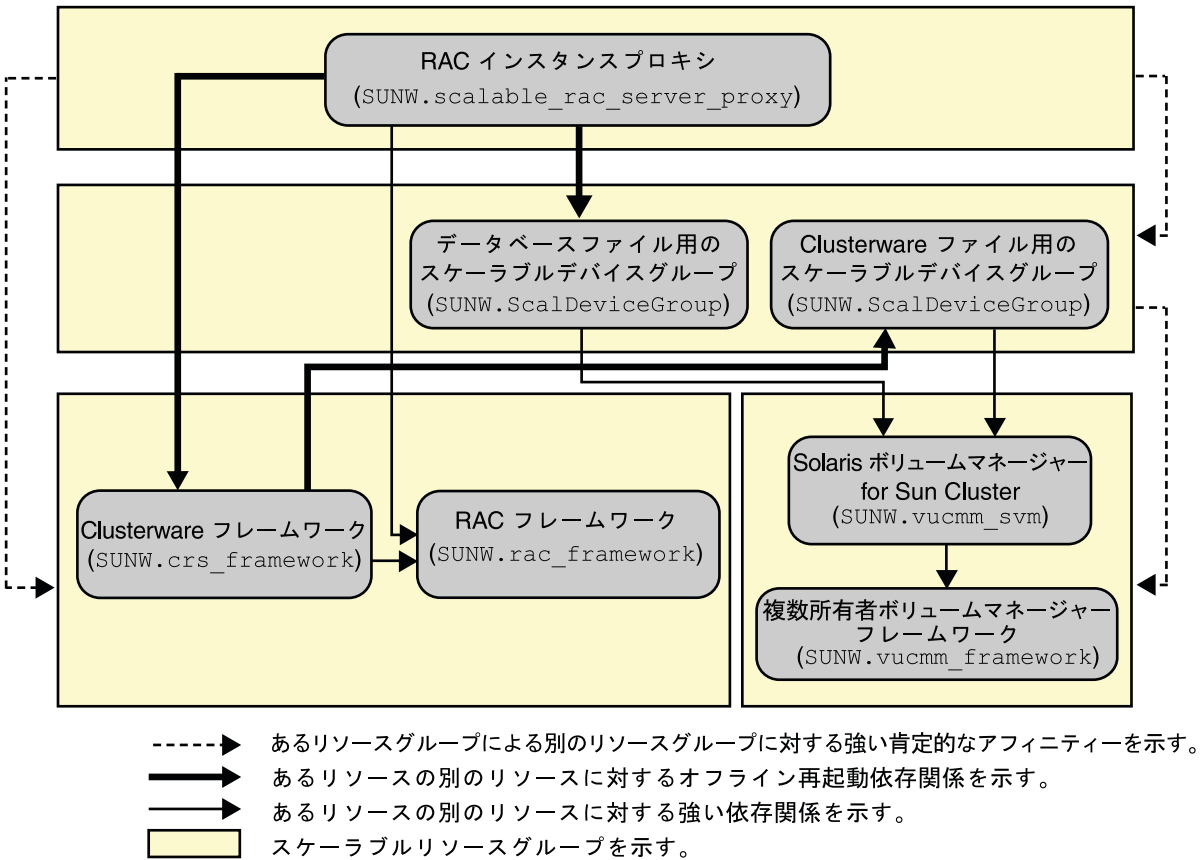 RAC インスタンスプロキシ
(SUNW.scalable_rac_server_proxy)
データベースファイル用の
スケーラブルデバイスグループ
(SUNW.ScalDeviceGroup)
Clusterware ファイル用の
スケーラブルデバイスグループ
(SUNW.ScalDeviceGroup)
Clusterware フレームワーク
(SUNW.crs_framework)
RAC フレームワーク
(SUNW.rac_framework)
Solaris ボリュームマネージャー
for Sun Cluster
(SUNW.vucmm_svm)
複数所有者ボリュームマネージャー
フレームワーク
(SUNW.vucmm_framework)
あるリソースグループによる別のリソースグループに対する強い肯定的なアフィニティーを示す。
あるリソースの別のリソースに対するオフライン再起動依存関係を示す。
あるリソースの別のリソースに対する強い依存関係を示す。
スケーラブルリソースグループを示す。